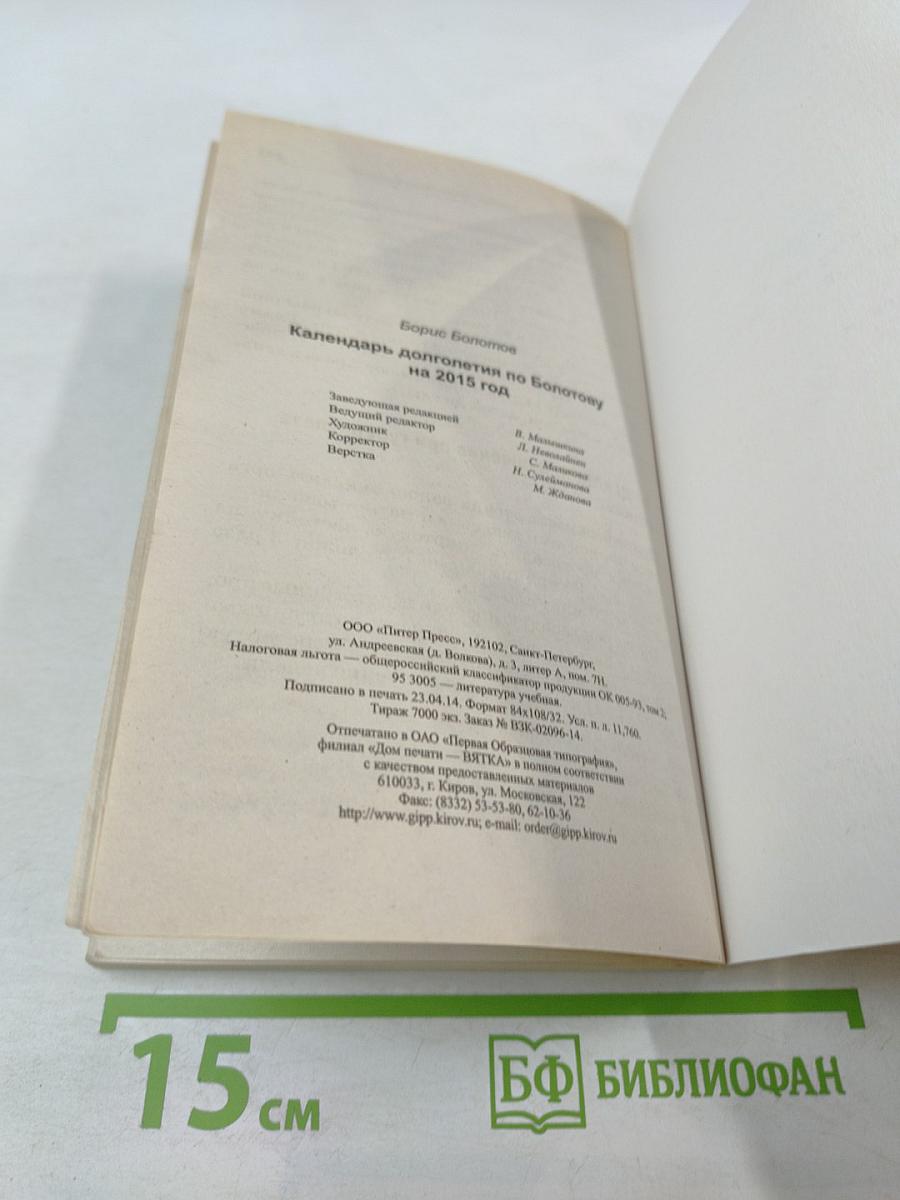 Борис Болотов
Календарь долголетия по Болотову
на 2015 год
Заведующая редакцией В. Малышкина
Ведущий редактор Л. Неволайнен
Художник С. Маликова
Корректор Н. Сулейманова
Верстка М. Жданова
ООО «Питер Пресс», 192102, Санкт-Петербург,
ул. Андреевская (д. Волкова), д. 3, литер А, пом. 7Н.
Налоговая льгота — общероссийский классификатор продукции ОК 005-93, том 2;
95 3005 — литература учебная.
Подписано в печать 23.04.14. Формат 84х108/32. Усл. п. л. 11,760.
Тираж 7000 экз. Заказ № ВЗК-02096-14.
Отпечатано в ОАО «Первая Образцовая типография»,
филиал «Дом печати — ВЯТКА» в полном соответствии
с качеством предоставленных материалов
610033, г. Киров, ул. Московская, 122
Факс: (8332) 53-53-80, 62-10-36
http://www.gipp.kirov.ru; e-mail: order@gipp.kirov.ru
15 см
БФ БИБЛИОФАН